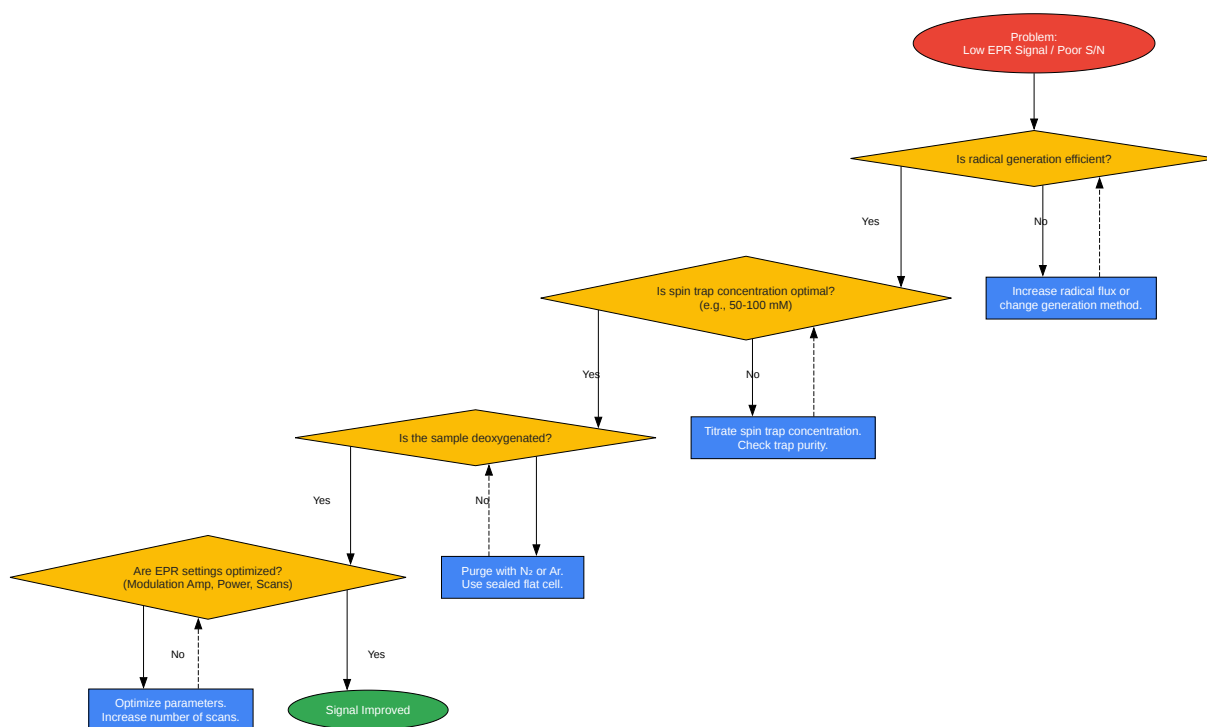 Problem:
Low EPR Signal / Poor S/N
Is radical generation efficient?
Yes
No
Is spin trap concentration optimal?
(e.g., 50-100 mM)
Increase radical flux or
change generation method.
Yes
No
Is the sample deoxygenated?
Titrate spin trap concentration.
Check trap purity.
Yes
No
Are EPR settings optimized?
(Modulation Amp, Power, Scans)
Purge with N₂ or Ar.
Use sealed flat cell.
No
Yes
Optimize parameters.
Increase number of scans.
Signal Improved